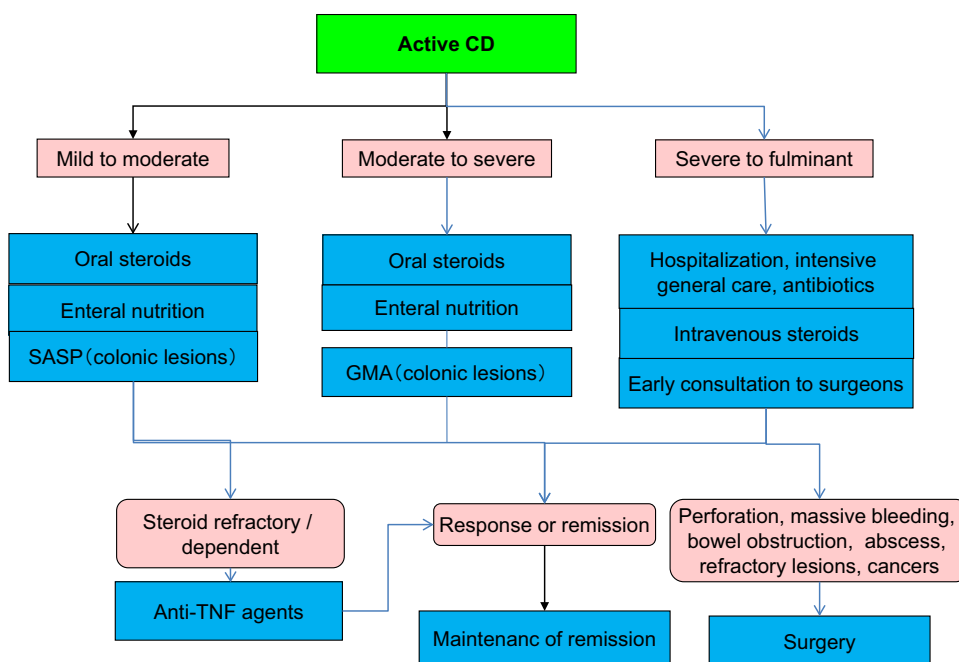 Active CD
Mild to moderate
Moderate to severe
Severe to fulminant
Oral steroids
Enteral nutrition
SASP（colonic lesions）
Oral steroids
Enteral nutrition
GMA（colonic lesions）
Hospitalization, intensive
general care, antibiotics
Intravenous steroids
Early consultation to surgeons
Steroid refractory /
dependent
Response or remission
Perforation, massive bleeding,
bowel obstruction,  abscess,
refractory lesions, cancers
Anti-TNF agents
Maintenanc of remission
Surgery